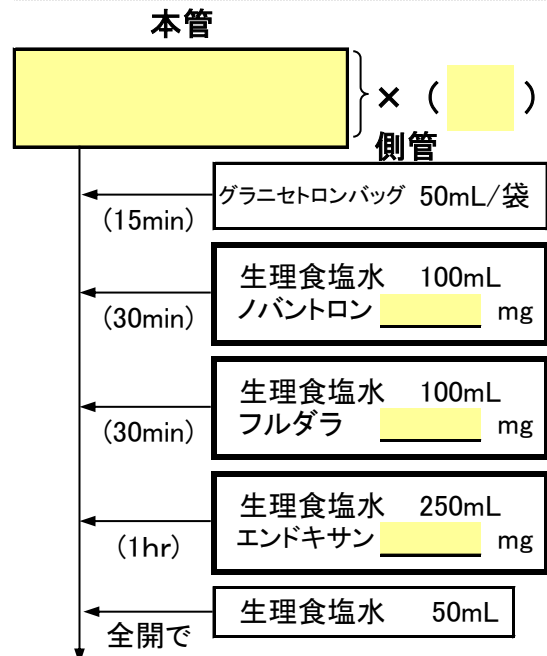 本管
× ( )
側管
グラニセトロンバッグ 50mL/袋
(15min)
生理食塩水 100mL
ノバントロン mg
(30min)
生理食塩水 100mL
フルダラ mg
(30min)
生理食塩水 250mL
エンドキサン mg
(1hr)
生理食塩水 50mL
全開で